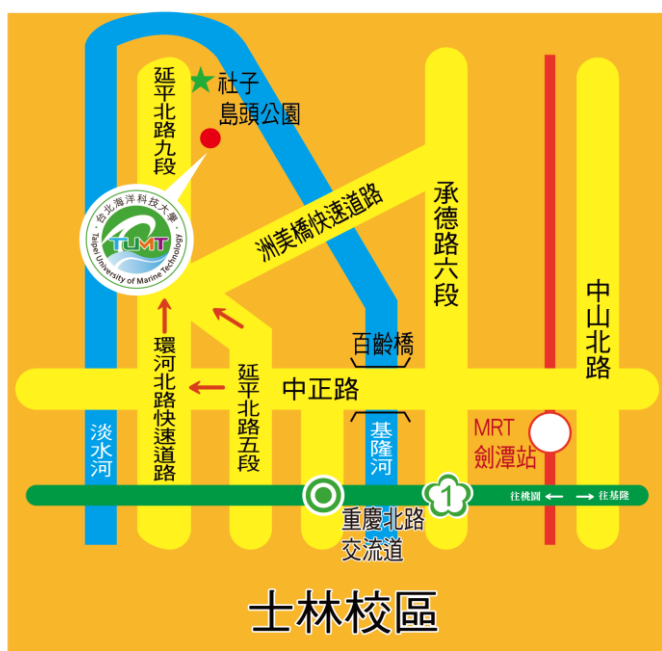 延平北路九段
社子
島頭公園
·台北海洋科技大學·
TUMT
Taipei University of Marine Technology
洲美橋快速道路
承德路六段
中山北路
百齡橋
環河北路快速道路
延平北路五段
中正路
淡水河
基隆河
MRT
劍潭站
1
往桃園 ← → 往基隆
重慶北路
交流道
士林校區